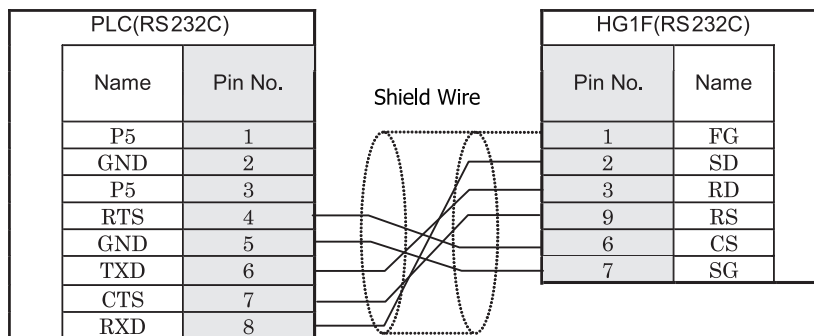 PLC(RS232C) HG1F(RS232C)
Name Pin No. Pin No. Name
Shield Wire
P5 1 1 FG
GND 2 2 SD
P5 3 3 RD
RTS 4 9 RS
GND 5 6 CS
TXD 6 7 SG
CTS 7
RXD 8